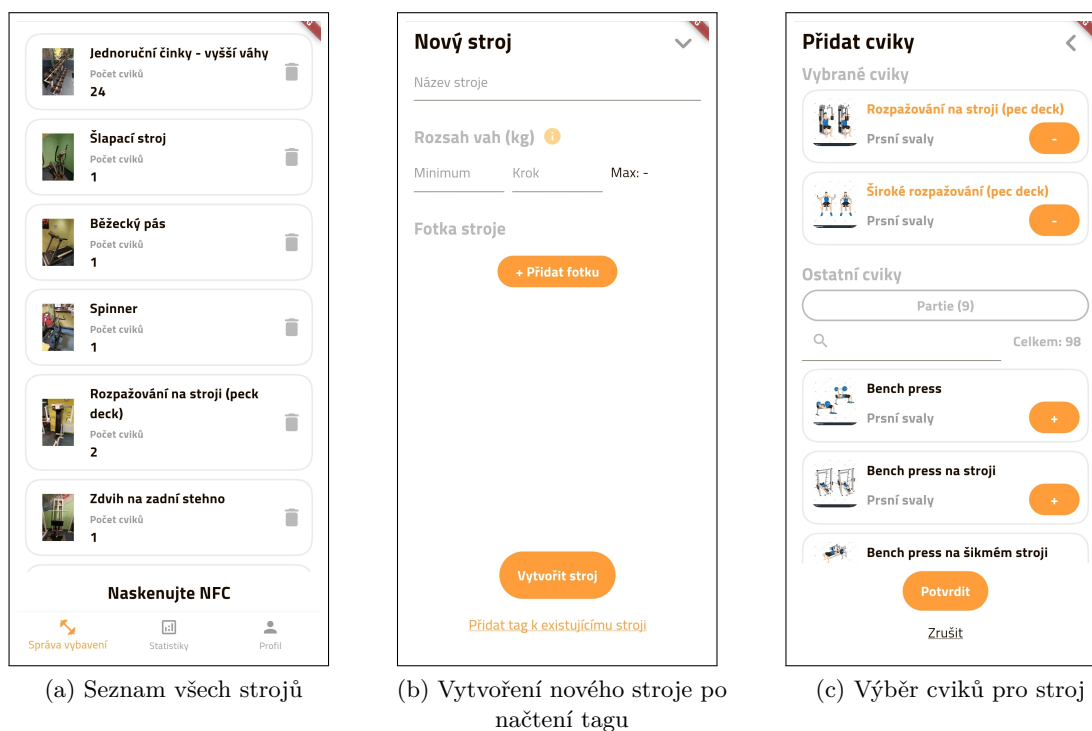 Jednoruční činky - vyšší váhy
Počet cviků
24
Šlapací stroj
Počet cviků
1
Běžecký pás
Počet cviků
1
Spinner
Počet cviků
1
Rozpažování na stroji (peck
deck)
Počet cviků
2
Zdvih na zadní stehno
Počet cviků
1
Naskenujte NFC
Správa vybavení
Statistiky
Profil
(a) Seznam všech strojů
Nový stroj
Název stroje
Rozsah vah (kg)
Minimum
Krok
Max: -
Fotka stroje
+ Přidat fotku
Vytvořit stroj
Přidat tag k existujícímu stroji
(b) Vytvoření nového stroje po
načtení tagu
Přidat cviky
Vybrané cviky
Rozpažování na stroji (pec deck)
Prsní svaly
-
Široké rozpažování (pec deck)
Prsní svaly
-
Ostatní cviky
Partie (9)
Celkem: 98
Bench press
Prsní svaly
+
Bench press na stroji
Prsní svaly
+
Bench press na šikmém stroji
Potvrdit
Zrušit
(c) Výběr cviků pro stroj